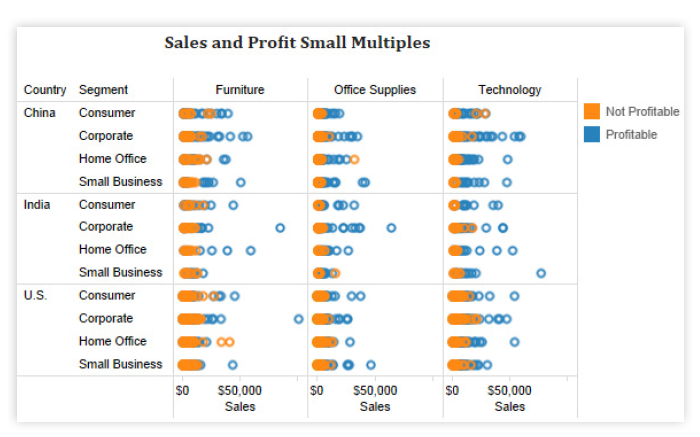 Sales and Profit Small Multiples
Country Segment Furniture Office Supplies Technology
China Consumer
Corporate
Home Office
Small Business
India Consumer
Corporate
Home Office
Small Business
U.S. Consumer
Corporate
Home Office
Small Business
$0 $50,000 $0 $50,000 $0 $50,000
Sales Sales Sales
Not Profitable
Profitable